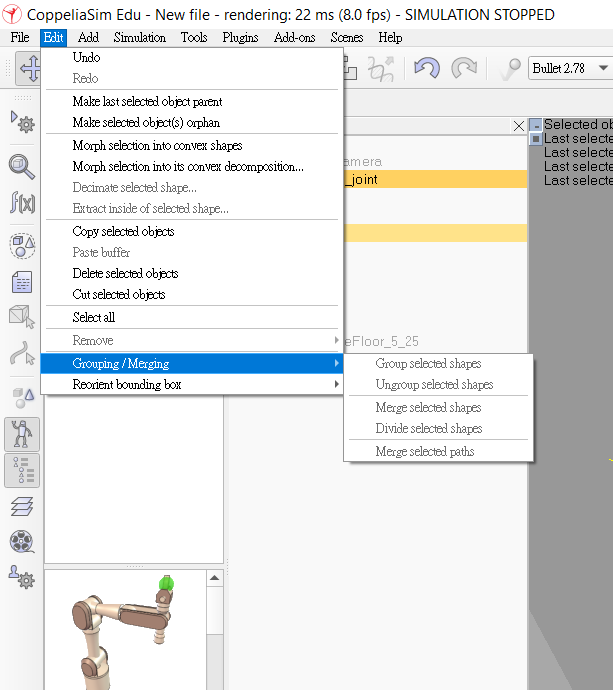 CoppeliaSim Edu - New file - rendering: 22 ms (8.0 fps) - SIMULATION STOPPED
File Edit Add Simulation Tools Plugins Add-ons Scenes Help
Bullet 2.78
Undo
Redo
Make last selected object parent
Make selected object(s) orphan
Morph selection into convex shapes
Morph selection into its convex decomposition...
Decimate selected shape...
Extract inside of selected shape...
Copy selected objects
Paste buffer
Delete selected objects
Cut selected objects
Select all
Remove
Grouping / Merging
Reorient bounding box
Group selected shapes
Ungroup selected shapes
Merge selected shapes
Divide selected shapes
Merge selected paths
f(x)
amera
_joint
eFloor_5_25
Selected ob
Last selecte
Last selecte
Last selecte
Last selecte